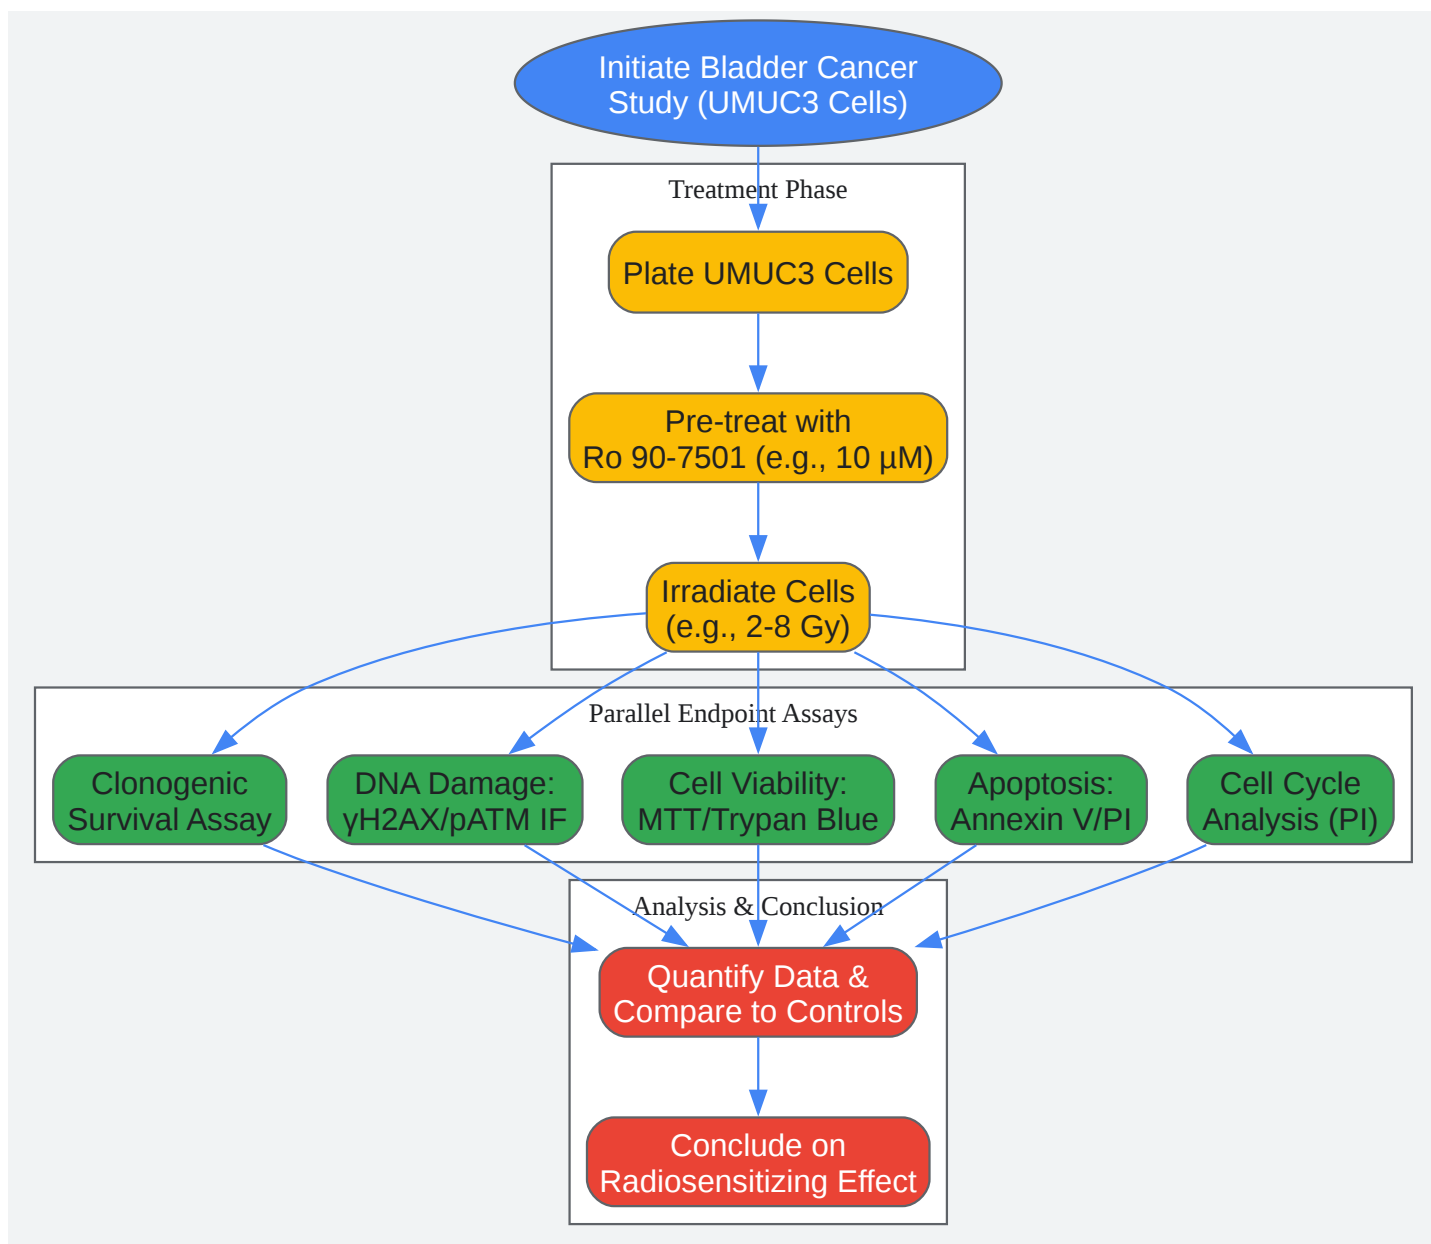 Initiate Bladder Cancer
Study (UMUC3 Cells)
Treatment Phase
Plate UMUC3 Cells
Pre-treat with
Ro 90-7501 (e.g., 10 µM)
Irradiate Cells
(e.g., 2-8 Gy)
Parallel Endpoint Assays
Clonogenic
Survival Assay
DNA Damage:
γH2AX/pATM IF
Cell Viability:
MTT/Trypan Blue
Apoptosis:
Annexin V/PI
Cell Cycle
Analysis (PI)
Analysis & Conclusion
Quantify Data &
Compare to Controls
Conclude on
Radiosensitizing Effect